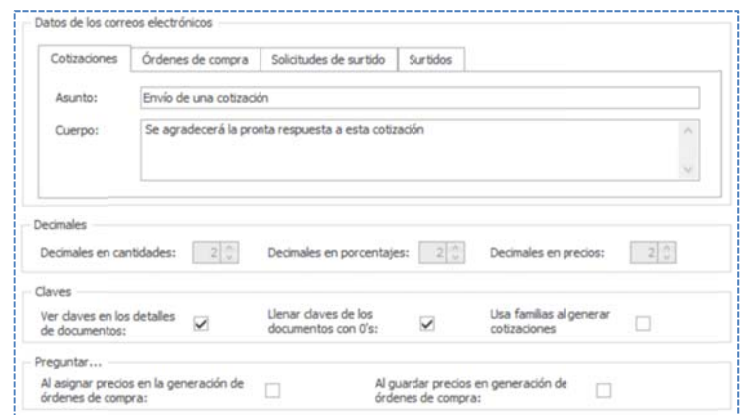 Datos de los correos electrónicos
Cotizaciones Órdenes de compra Solicitudes de surtido Surtidos
Asunto: Envío de una cotización
Cuerpo: Se agradecerá la pronta respuesta a esta cotización
Decimales
Decimales en cantidades: 2 Decimales en porcentajes: 2 Decimales en precios: 2
Claves
Ver claves en los detalles Llenar claves de los Usa familias al generar
de documentos: documentos con 0's: cotizaciones
Preguntar...
Al asignar precios en la generación de Al guardar precios en generación de
órdenes de compra: órdenes de compra: